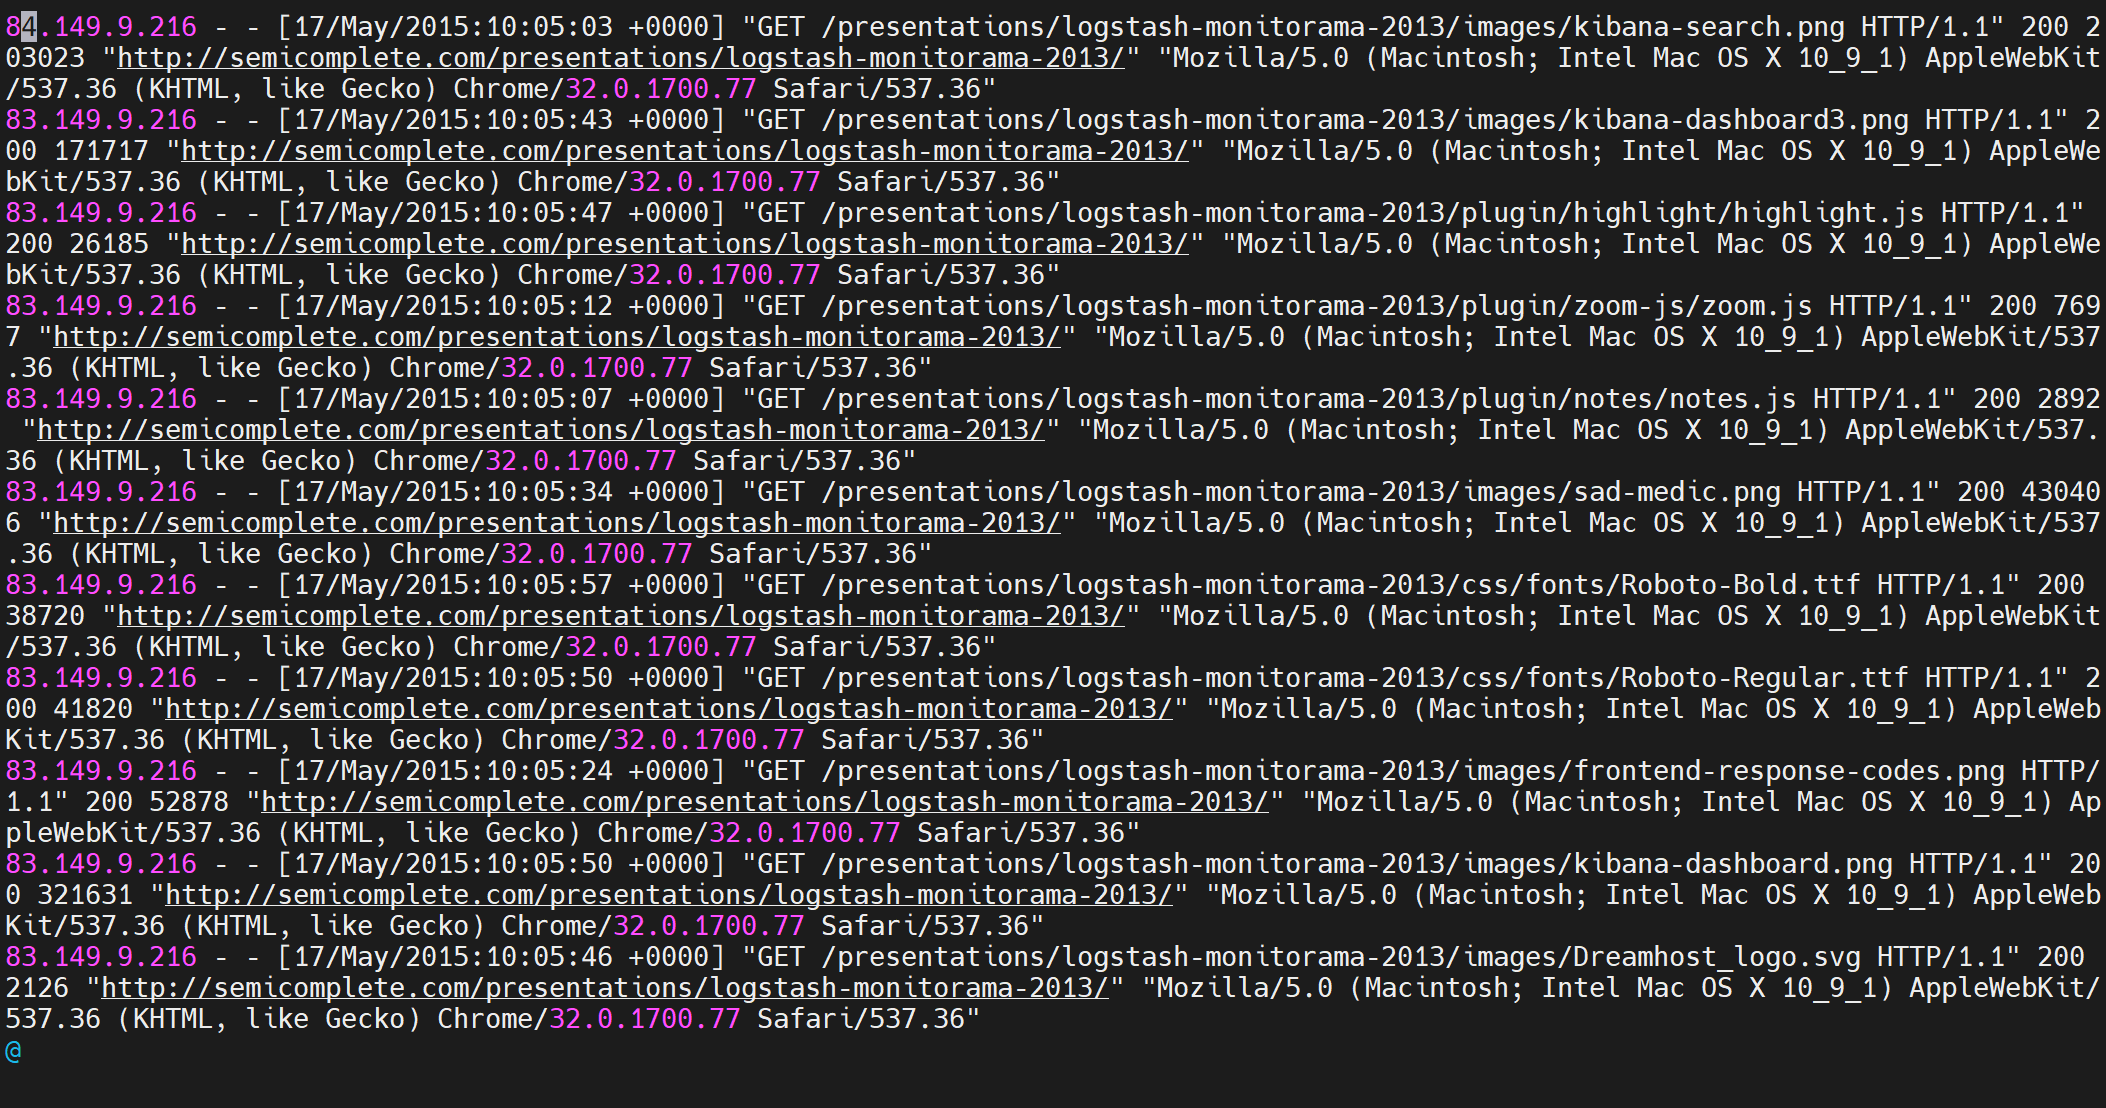 84.149.9.216 - - [17/May/2015:10:05:03 +0000] "GET /presentations/logstash-monitorama-2013/images/kibana-search.png HTTP/1.1" 200 2
03023 "http://semicomplete.com/presentations/logstash-monitorama-2013/" "Mozilla/5.0 (Macintosh; Intel Mac OS X 10_9_1) AppleWebKit
/537.36 (KHTML, like Gecko) Chrome/32.0.1700.77 Safari/537.36"
83.149.9.216 - - [17/May/2015:10:05:43 +0000] "GET /presentations/logstash-monitorama-2013/images/kibana-dashboard3.png HTTP/1.1" 2
00 171717 "http://semicomplete.com/presentations/logstash-monitorama-2013/" "Mozilla/5.0 (Macintosh; Intel Mac OS X 10_9_1) AppleWe
bKit/537.36 (KHTML, like Gecko) Chrome/32.0.1700.77 Safari/537.36"
83.149.9.216 - - [17/May/2015:10:05:47 +0000] "GET /presentations/logstash-monitorama-2013/plugin/highlight/highlight.js HTTP/1.1"
200 26185 "http://semicomplete.com/presentations/logstash-monitorama-2013/" "Mozilla/5.0 (Macintosh; Intel Mac OS X 10_9_1) AppleWe
bKit/537.36 (KHTML, like Gecko) Chrome/32.0.1700.77 Safari/537.36"
83.149.9.216 - - [17/May/2015:10:05:12 +0000] "GET /presentations/logstash-monitorama-2013/plugin/zoom-js/zoom.js HTTP/1.1" 200 769
7 "http://semicomplete.com/presentations/logstash-monitorama-2013/" "Mozilla/5.0 (Macintosh; Intel Mac OS X 10_9_1) AppleWebKit/537
.36 (KHTML, like Gecko) Chrome/32.0.1700.77 Safari/537.36"
83.149.9.216 - - [17/May/2015:10:05:07 +0000] "GET /presentations/logstash-monitorama-2013/plugin/notes/notes.js HTTP/1.1" 200 2892
 "http://semicomplete.com/presentations/logstash-monitorama-2013/" "Mozilla/5.0 (Macintosh; Intel Mac OS X 10_9_1) AppleWebKit/537.
36 (KHTML, like Gecko) Chrome/32.0.1700.77 Safari/537.36"
83.149.9.216 - - [17/May/2015:10:05:34 +0000] "GET /presentations/logstash-monitorama-2013/images/sad-medic.png HTTP/1.1" 200 43040
6 "http://semicomplete.com/presentations/logstash-monitorama-2013/" "Mozilla/5.0 (Macintosh; Intel Mac OS X 10_9_1) AppleWebKit/537
.36 (KHTML, like Gecko) Chrome/32.0.1700.77 Safari/537.36"
83.149.9.216 - - [17/May/2015:10:05:57 +0000] "GET /presentations/logstash-monitorama-2013/css/fonts/Roboto-Bold.ttf HTTP/1.1" 200
38720 "http://semicomplete.com/presentations/logstash-monitorama-2013/" "Mozilla/5.0 (Macintosh; Intel Mac OS X 10_9_1) AppleWebKit
/537.36 (KHTML, like Gecko) Chrome/32.0.1700.77 Safari/537.36"
83.149.9.216 - - [17/May/2015:10:05:50 +0000] "GET /presentations/logstash-monitorama-2013/css/fonts/Roboto-Regular.ttf HTTP/1.1" 2
00 41820 "http://semicomplete.com/presentations/logstash-monitorama-2013/" "Mozilla/5.0 (Macintosh; Intel Mac OS X 10_9_1) AppleWeb
Kit/537.36 (KHTML, like Gecko) Chrome/32.0.1700.77 Safari/537.36"
83.149.9.216 - - [17/May/2015:10:05:24 +0000] "GET /presentations/logstash-monitorama-2013/images/frontend-response-codes.png HTTP/
1.1" 200 52878 "http://semicomplete.com/presentations/logstash-monitorama-2013/" "Mozilla/5.0 (Macintosh; Intel Mac OS X 10_9_1) Ap
pleWebKit/537.36 (KHTML, like Gecko) Chrome/32.0.1700.77 Safari/537.36"
83.149.9.216 - - [17/May/2015:10:05:50 +0000] "GET /presentations/logstash-monitorama-2013/images/kibana-dashboard.png HTTP/1.1" 20
0 321631 "http://semicomplete.com/presentations/logstash-monitorama-2013/" "Mozilla/5.0 (Macintosh; Intel Mac OS X 10_9_1) AppleWeb
Kit/537.36 (KHTML, like Gecko) Chrome/32.0.1700.77 Safari/537.36"
83.149.9.216 - - [17/May/2015:10:05:46 +0000] "GET /presentations/logstash-monitorama-2013/images/Dreamhost_logo.svg HTTP/1.1" 200
2126 "http://semicomplete.com/presentations/logstash-monitorama-2013/" "Mozilla/5.0 (Macintosh; Intel Mac OS X 10_9_1) AppleWebKit/
537.36 (KHTML, like Gecko) Chrome/32.0.1700.77 Safari/537.36"
@